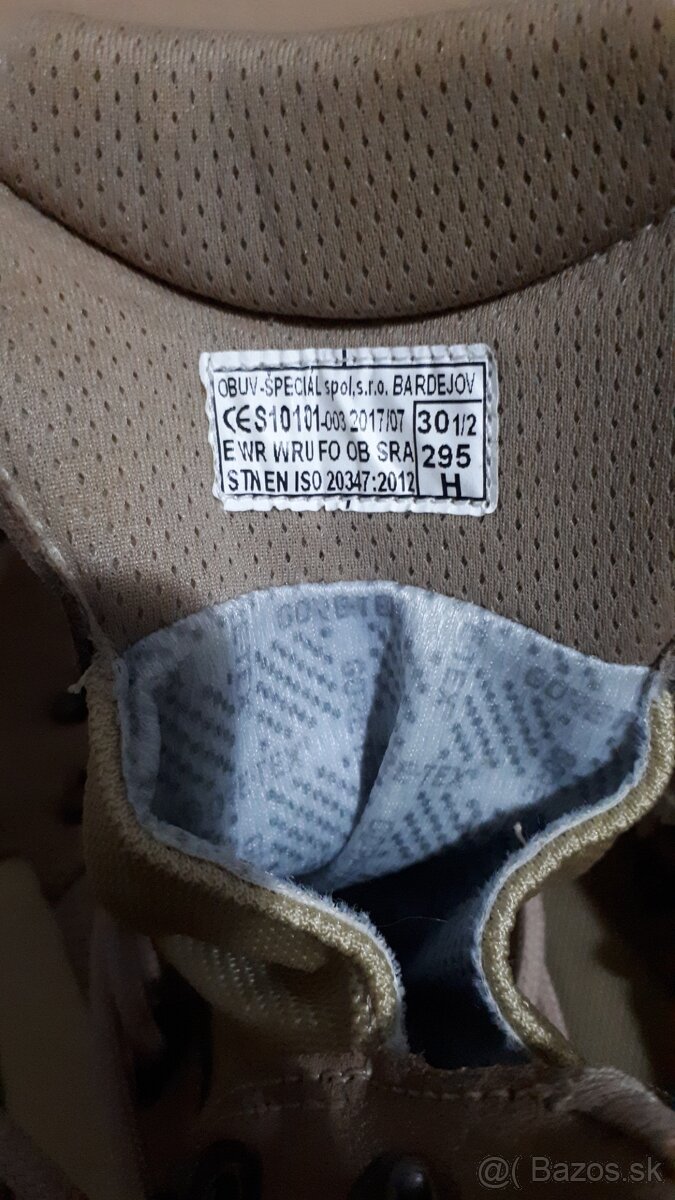 OBUV-ŠPECIÁL spol.s.r.o. BARDEJOV
CE S10101-003 2017/07 30 1/2
E WR WRU FO OB SRA 295
STN EN ISO 20347:2012 H
GORE-TEX
@( Bazos.sk